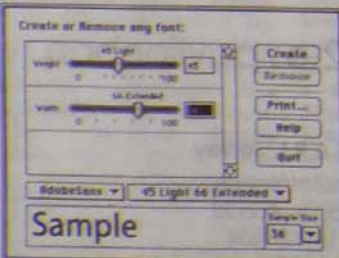 Create or Remove any font:
45 Light
Weight 45
0 100
66 Extended
Width
0 100
Create
Remove
Print...
Help
Quit
AdobeSans 45 Light 66 Extended
Sample
Sample Size
56